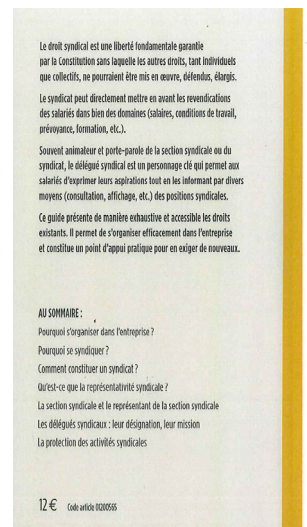 Le droit syndical est une liberté fondamentale garantie
par la Constitution sans laquelle les autres droits, tant individuels
que collectifs, ne pourraient être mis en œuvre, défendus, élargis.
Le syndicat peut directement mettre en avant les revendications
des salariés dans bien des domaines (salaires, conditions de travail,
prévoyance, formation, etc.).
Souvent animateur et porte-parole de la section syndicale ou du
syndicat, le délégué syndical est un personnage clé qui permet aux
salariés d'exprimer leurs aspirations tout en les informant par divers
moyens (consultation, affichage, etc.) des positions syndicales.
Ce guide présente de manière exhaustive et accessible les droits
existants. Il permet de s'organiser efficacement dans l'entreprise
et constitue un point d'appui pratique pour en exiger de nouveaux.
AU SOMMAIRE :
Pourquoi s'organiser dans l'entreprise ?
Pourquoi se syndiquer ?
Comment constituer un syndicat ?
Qu'est-ce que la représentativité syndicale ?
La section syndicale et le représentant de la section syndicale
Les délégués syndicaux : leur désignation, leur mission
La protection des activités syndicales
12 € Code article 01200565